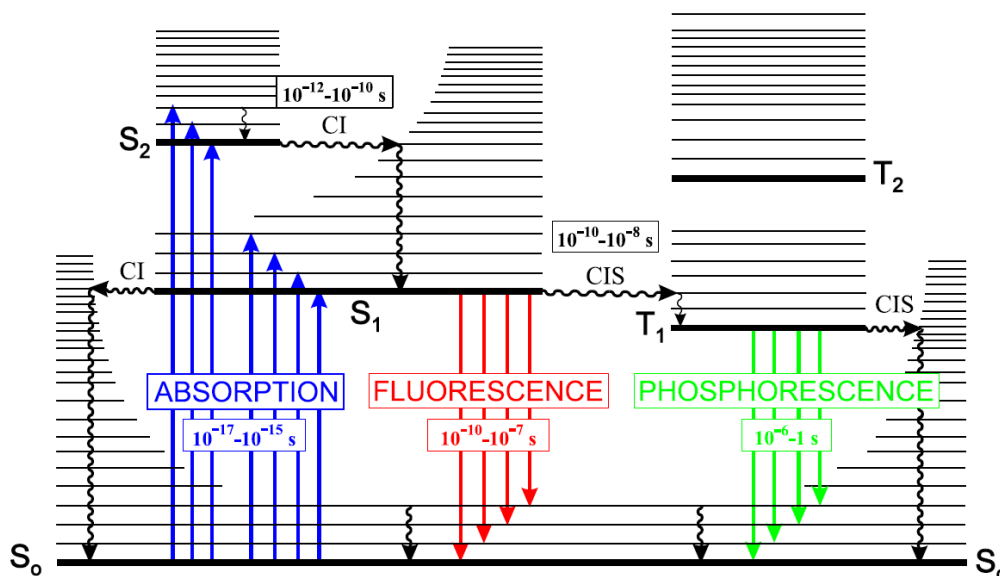 10⁻¹²-10⁻¹⁰ s
CI
S₂
T₂
10⁻¹⁰-10⁻⁸ s
CI
CIS
S₁
T₁
CIS
ABSORPTION
FLUORESCENCE
PHOSPHORESCENCE
10⁻¹⁷-10⁻¹⁵ s
10⁻¹⁰-10⁻⁷ s
10⁻⁶-1 s
Sₒ
Sₒ